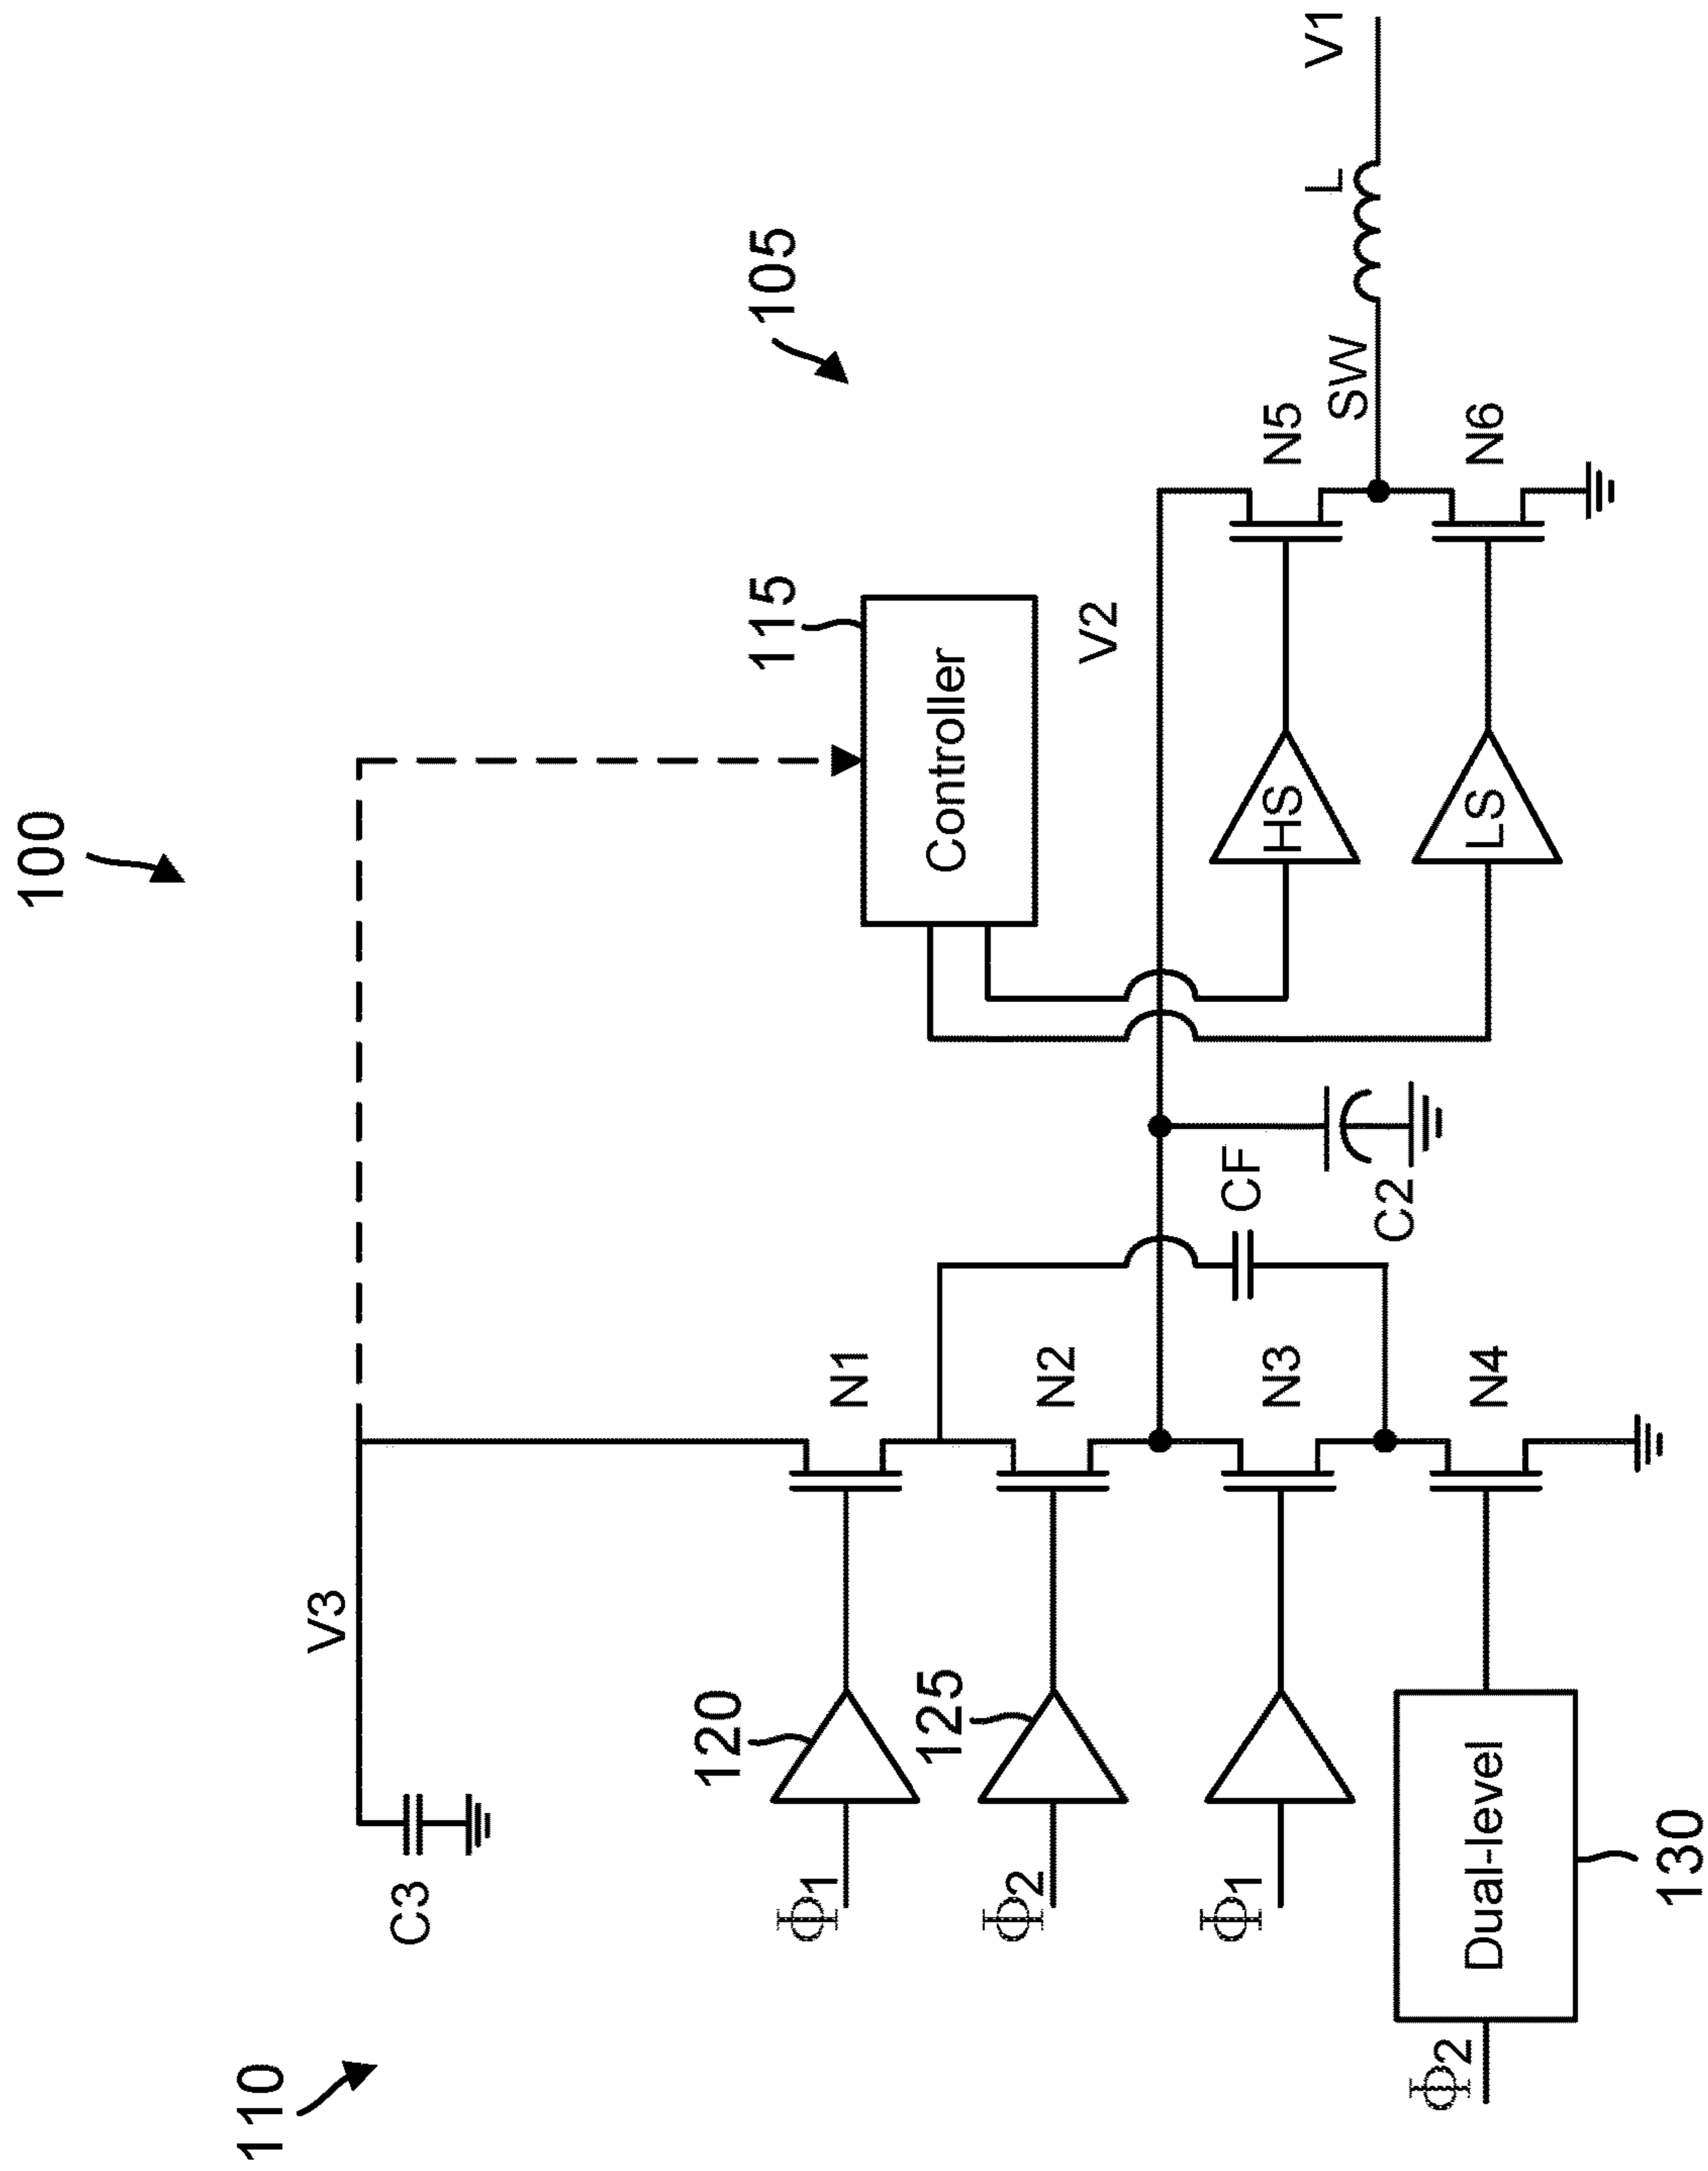 100
110
V3
C3
105
115
Controller
V2
120
Φ1
N1
125
Φ2
N2
CF
C2
Φ1
N3
HS
N5
SW
L
V1
Φ2
Dual-level
130
N4
LS
N6